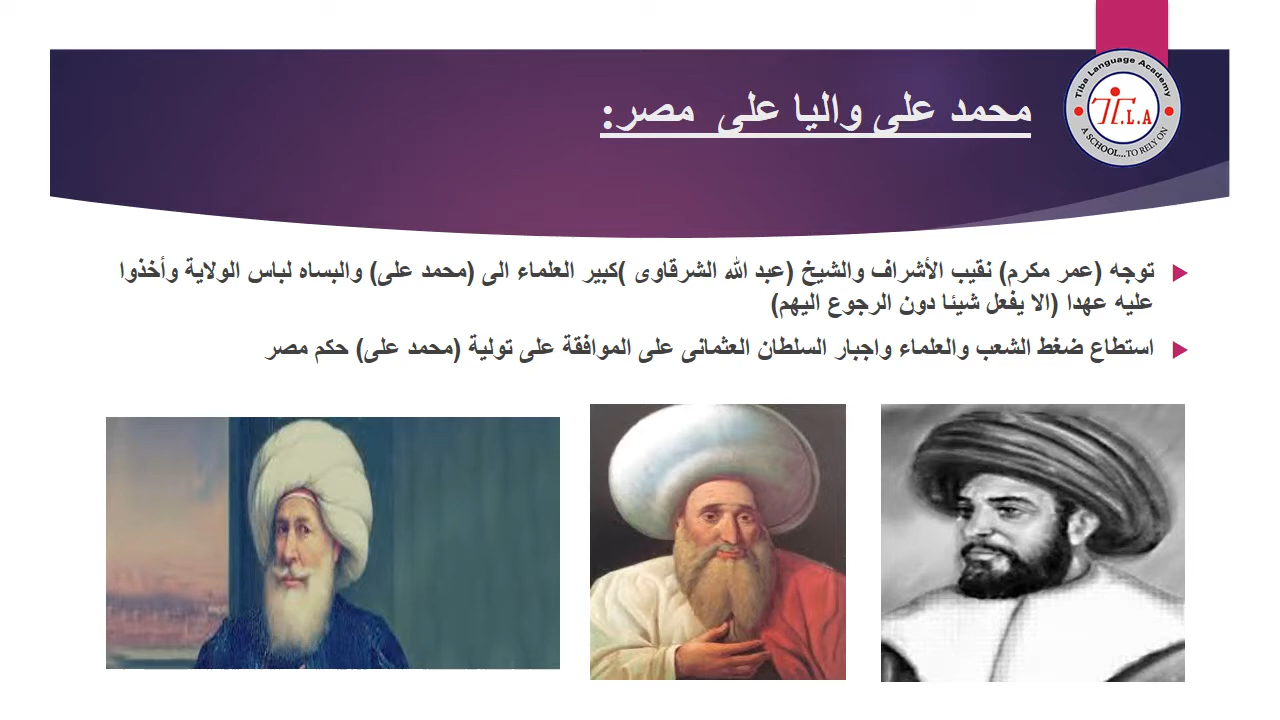 محمد على واليا على مصر:
Tiba Language Academy
T.L.A
A SCHOOL...TO RELY ON
توجه (عمر مكرم) نقيب الأشراف والشيخ (عبد الله الشرقاوى )كبير العلماء الى (محمد على) والبساه لباس الولاية وأخذوا
عليه عهدا (الا يفعل شيئا دون الرجوع اليهم)
استطاع ضغط الشعب والعلماء واجبار السلطان العثمانى على الموافقة على تولية (محمد على) حكم مصر